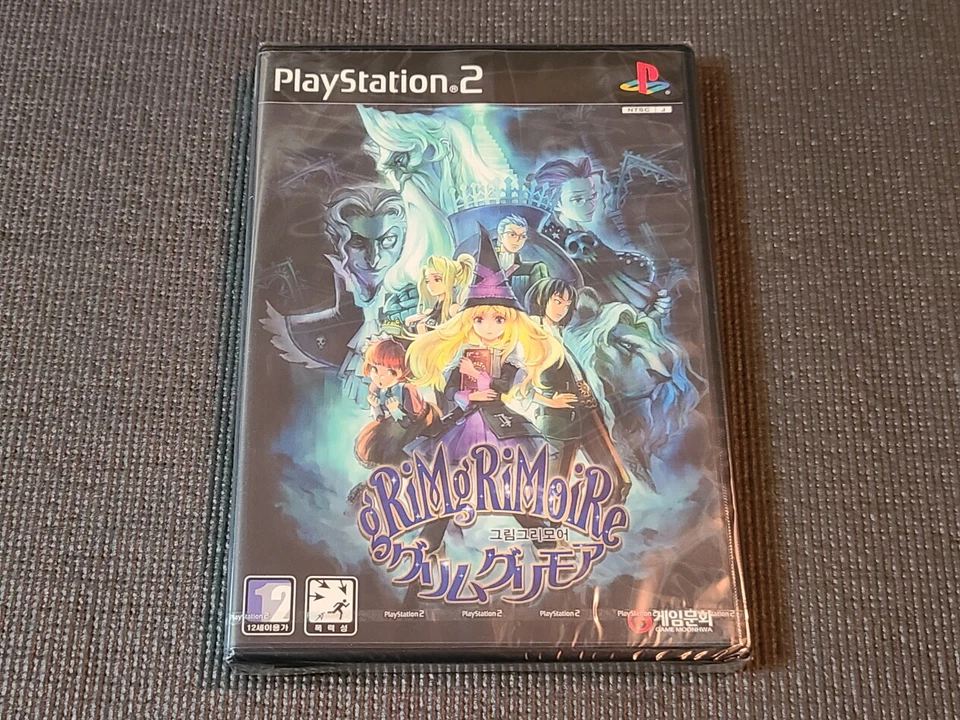 PlayStation®2
NTSC J
gRiMgRiMoiRe
그림그리모어
グリムグリモア
12
12세이용가
폭력성
PlayStation 2 PlayStation 2 PlayStation 2
게임문화
GAME MOONHWA